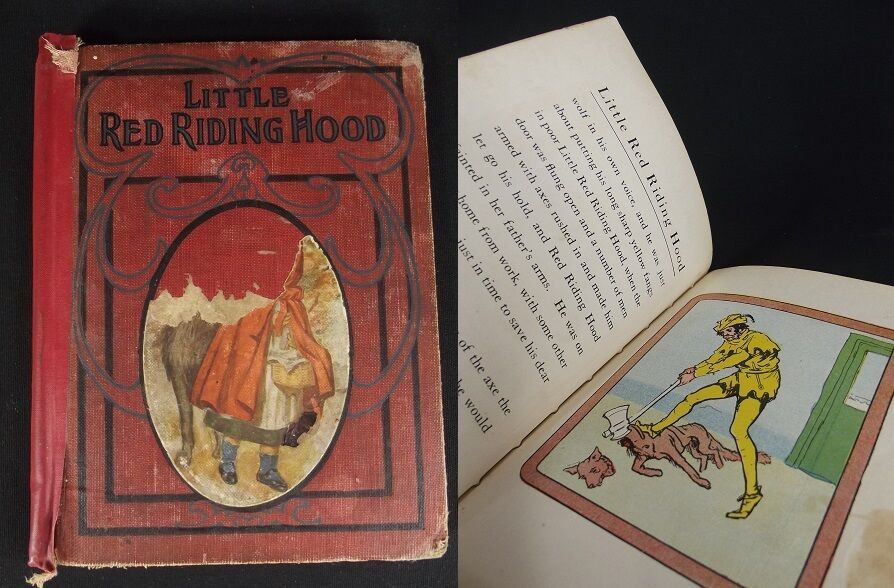 LITTLE
RED RIDING HOOD
Little Red Riding Hood
wolf in his own voice, and he was just
about putting his long sharp yellow fangs
in poor Little Red Riding Hood, when the
door was flung open and a number of men
armed with axes rushed in and made him
let go his hold, and Red Riding Hood
in her father's arms. He was on
home from work, with some other
just in time to save his dear
of the axe the
would